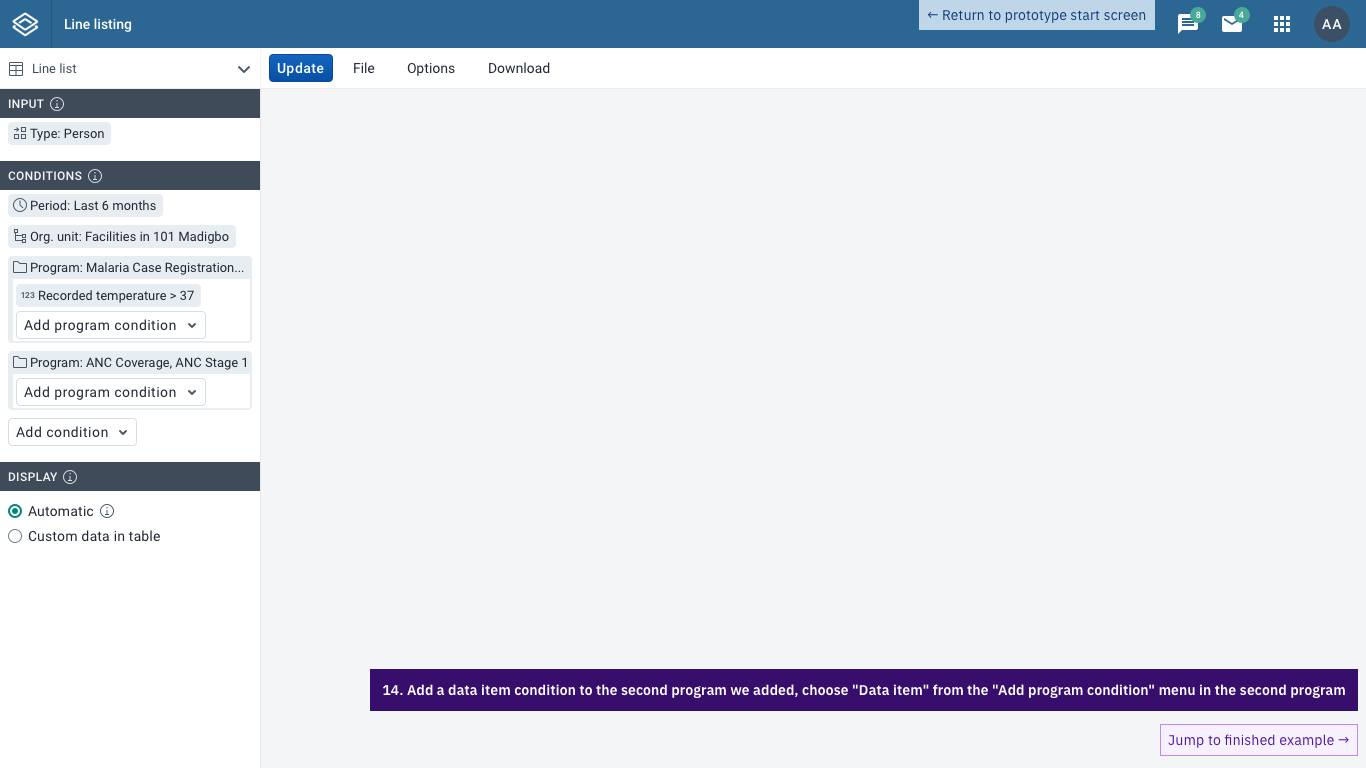 Line listing
← Return to prototype start screen
8
4
AA
Line list
Update
File
Options
Download
INPUT
Type: Person
CONDITIONS
Period: Last 6 months
Org. unit: Facilities in 101 Madigbo
Program: Malaria Case Registration...
123 Recorded temperature > 37
Add program condition
Program: ANC Coverage, ANC Stage 1
Add program condition
Add condition
DISPLAY
Automatic
Custom data in table
14. Add a data item condition to the second program we added, choose "Data item" from the "Add program condition" menu in the second program
Jump to finished example →